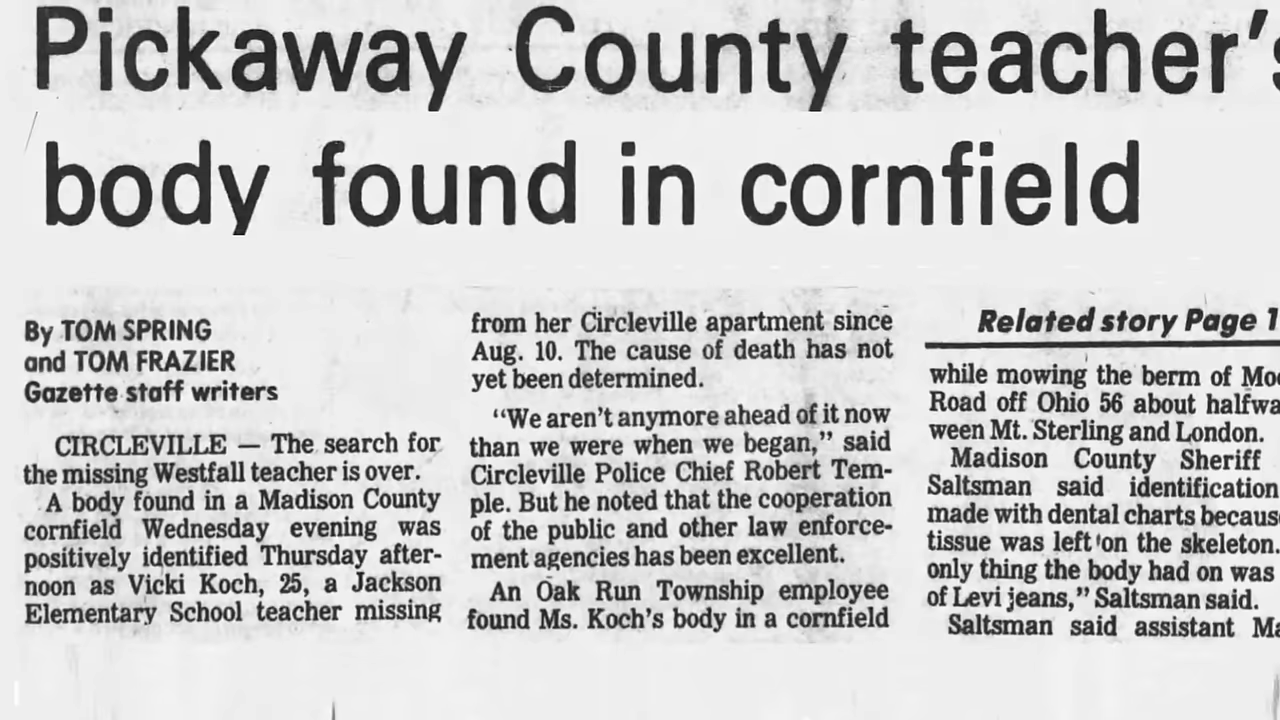 Pickaway County teacher's
body found in cornfield
By TOM SPRING
and TOM FRAZIER
Gazette staff writers
CIRCLEVILLE — The search for
the missing Westfall teacher is over.
A body found in a Madison County
cornfield Wednesday evening was
positively identified Thursday after-
noon as Vicki Koch, 25, a Jackson
Elementary School teacher missing
from her Circleville apartment since
Aug. 10. The cause of death has not
yet been determined.
“We aren't anymore ahead of it now
than we were when we began,” said
Circleville Police Chief Robert Tem-
ple. But he noted that the cooperation
of the public and other law enforce-
ment agencies has been excellent.
An Oak Run Township employee
found Ms. Koch's body in a cornfield
Related story Page 1
while mowing the berm of
Road off Ohio 56 about
ween Mt. Sterling and London.
Madison County Sheriff
Saltsman said identification
made with dental charts
tissue was left on the skeleton.
only thing the body had on was
of Levi jeans,” Saltsman said.
Saltsman said assistant